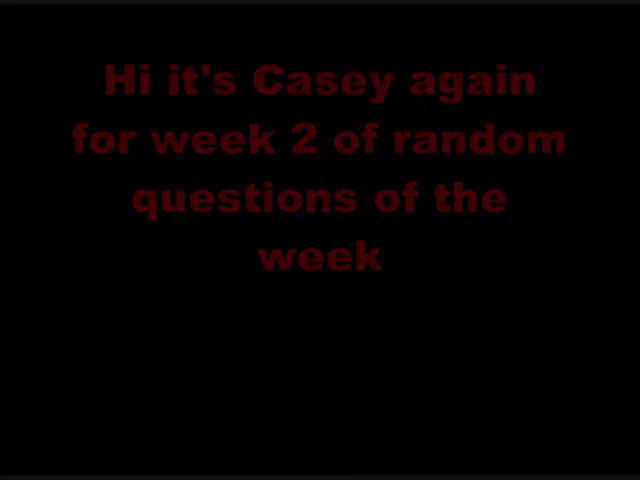 Hi it's Casey again
for week 2 of random
questions of the
week